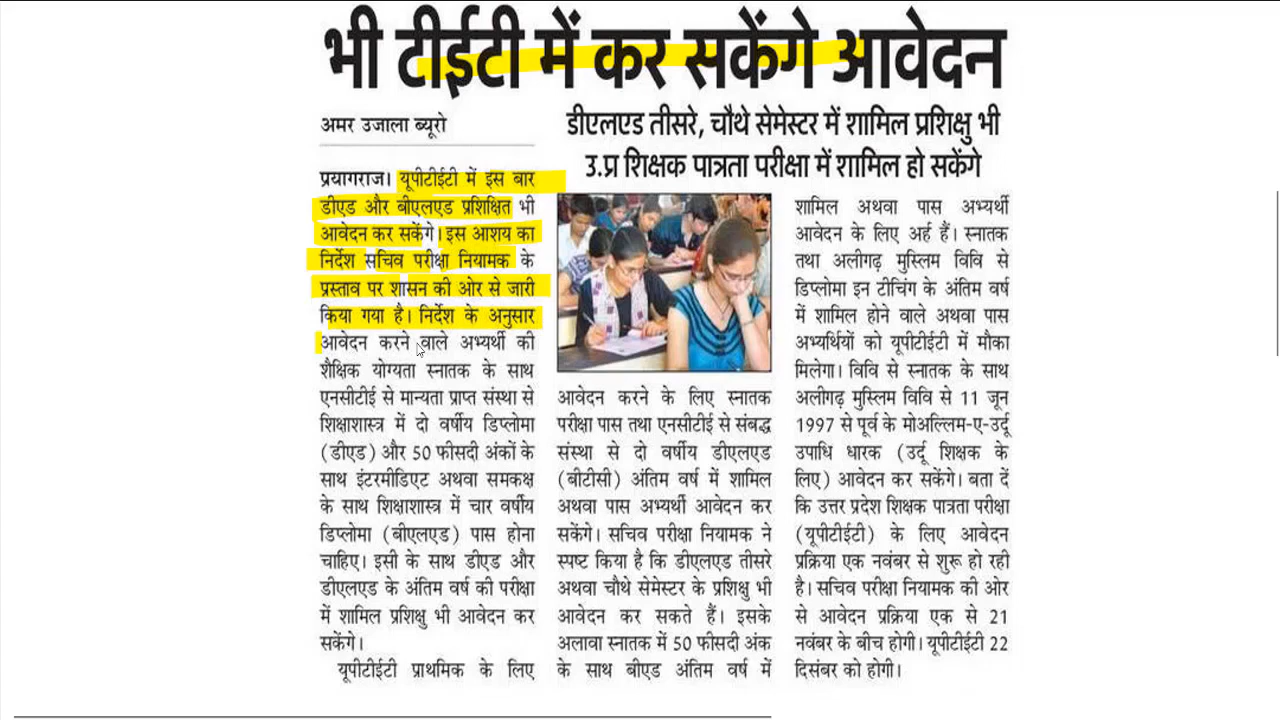 भी टीईटी में कर सकेंगे आवेदन
अमर उजाला ब्यूरो
डीएलएड तीसरे, चौथे सेमेस्टर में शामिल प्रशिक्षु भी
उ.प्र शिक्षक पात्रता परीक्षा में शामिल हो सकेंगे
प्रयागराज। यूपीटीईटी में इस बार
डीएड और बीएलएड प्रशिक्षित भी
आवेदन कर सकेंगे। इस आशय का
निर्देश सचिव परीक्षा नियामक के
प्रस्ताव पर शासन की ओर से जारी
किया गया है। निर्देश के अनुसार
आवेदन करने वाले अभ्यर्थी की
शैक्षिक योग्यता स्नातक के साथ
एनसीटीई से मान्यता प्राप्त संस्था से
शिक्षाशास्त्र में दो वर्षीय डिप्लोमा
(डीएड) और 50 फीसदी अंकों के
साथ इंटरमीडिएट अथवा समकक्ष
के साथ शिक्षाशास्त्र में चार वर्षीय
डिप्लोमा (बीएलएड) पास होना
चाहिए। इसी के साथ डीएड और
डीएलएड के अंतिम वर्ष की परीक्षा
में शामिल प्रशिक्षु भी आवेदन कर
सकेंगे।
यूपीटीईटी प्राथमिक के लिए
आवेदन करने के लिए स्नातक
परीक्षा पास तथा एनसीटीई से संबद्ध
संस्था से दो वर्षीय डीएलएड
(बीटीसी) अंतिम वर्ष में शामिल
अथवा पास अभ्यर्थी आवेदन कर
सकेंगे। सचिव परीक्षा नियामक ने
स्पष्ट किया है कि डीएलएड तीसरे
अथवा चौथे सेमेस्टर के प्रशिक्षु भी
आवेदन कर सकते हैं। इसके
अलावा स्नातक में 50 फीसदी अंक
के साथ बीएड अंतिम वर्ष में
शामिल अथवा पास अभ्यर्थी
आवेदन के लिए अर्ह हैं। स्नातक
तथा अलीगढ़ मुस्लिम विवि से
डिप्लोमा इन टीचिंग के अंतिम वर्ष
में शामिल होने वाले अथवा पास
अभ्यर्थियों को यूपीटीईटी में मौका
मिलेगा। विवि से स्नातक के साथ
अलीगढ़ मुस्लिम विवि से 11 जून
1997 से पूर्व के मोअल्लिम-ए-उर्दू
उपाधि धारक (उर्दू शिक्षक के
लिए) आवेदन कर सकेंगे। बता दें
कि उत्तर प्रदेश शिक्षक पात्रता परीक्षा
(यूपीटीईटी) के लिए आवेदन
प्रक्रिया एक नवंबर से शुरू हो रही
है। सचिव परीक्षा नियामक की ओर
से आवेदन प्रक्रिया एक से 21
नवंबर के बीच होगी। यूपीटीईटी 22
दिसंबर को होगी।